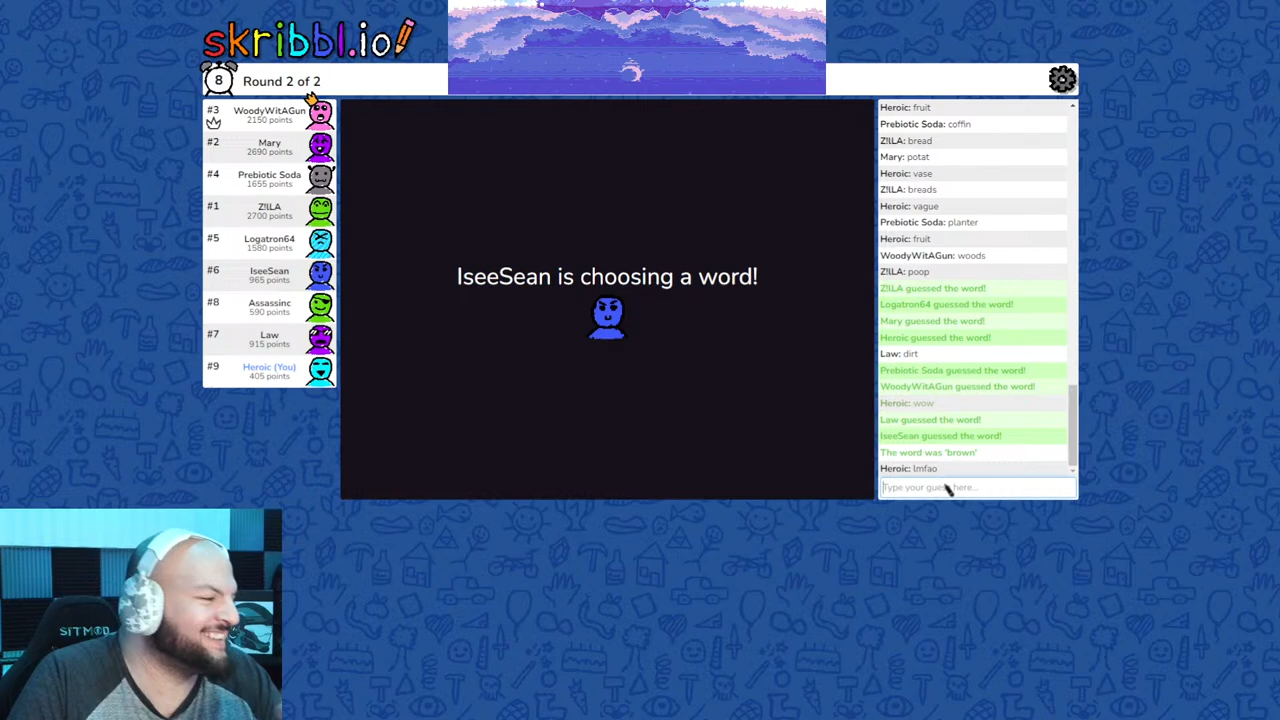 skribbl.io
8
Round 2 of 2
#3
WoodyWitAGun
2150 points
#2
Mary
2690 points
#4
Prebiotic Soda
1655 points
#1
Z!lLA
2700 points
#5
Logatron64
1580 points
#6
IseeSean
965 points
#8
Assassinc
590 points
#7
Law
915 points
#9
Heroic (You)
405 points
IseeSean is choosing a word!
Heroic: fruit
Prebiotic Soda: coffin
Z!lLA: bread
Mary: potat
Heroic: vase
Z!lLA: breads
Heroic: vague
Prebiotic Soda: planter
Heroic: fruit
WoodyWitAGun: woods
Z!lLA: poop
Z!lLA guessed the word!
Logatron64 guessed the word!
Mary guessed the word!
Heroic guessed the word!
Law: dirt
Prebiotic Soda guessed the word!
WoodyWitAGun guessed the word!
Heroic: wow
Law guessed the word!
IseeSean guessed the word!
The word was 'brown'
Heroic: lmfao
Type your guess here...
SITMOD